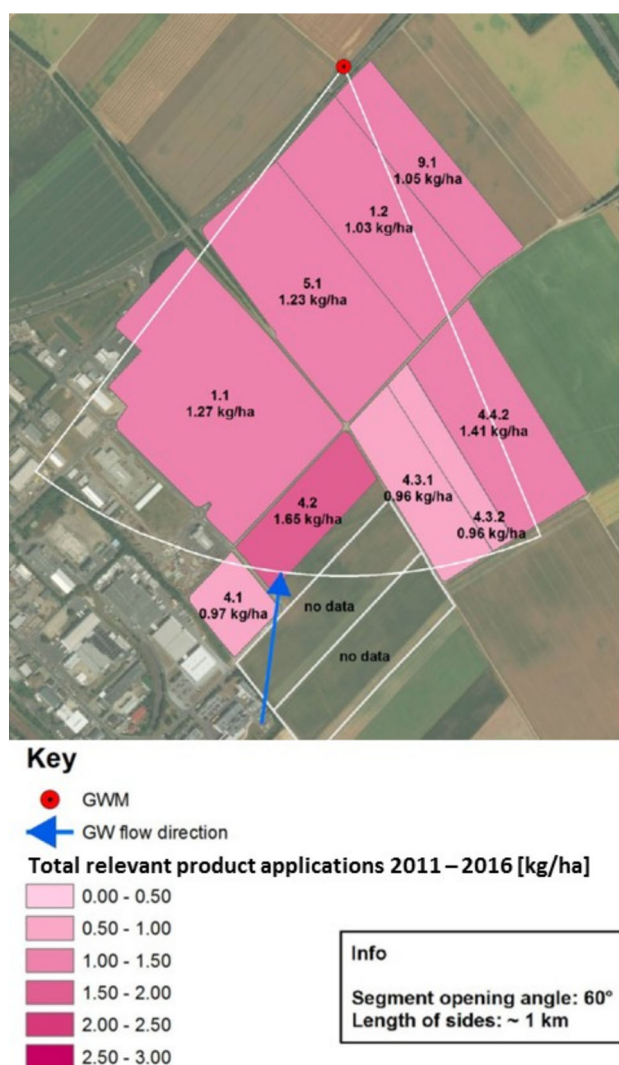 9.1
1.05 kg/ha
1.2
1.03 kg/ha
5.1
1.23 kg/ha
1.1
1.27 kg/ha
4.4.2
1.41 kg/ha
4.3.1
0.96 kg/ha
4.2
1.65 kg/ha
4.3.2
0.96 kg/ha
4.1
0.97 kg/ha
no data
no data
Key
GWM
GW flow direction
Total relevant product applications 2011 – 2016 [kg/ha]
0.00 - 0.50
0.50 - 1.00
1.00 - 1.50
1.50 - 2.00
2.00 - 2.50
2.50 - 3.00
Info
Segment opening angle: 60°
Length of sides: ~ 1 km